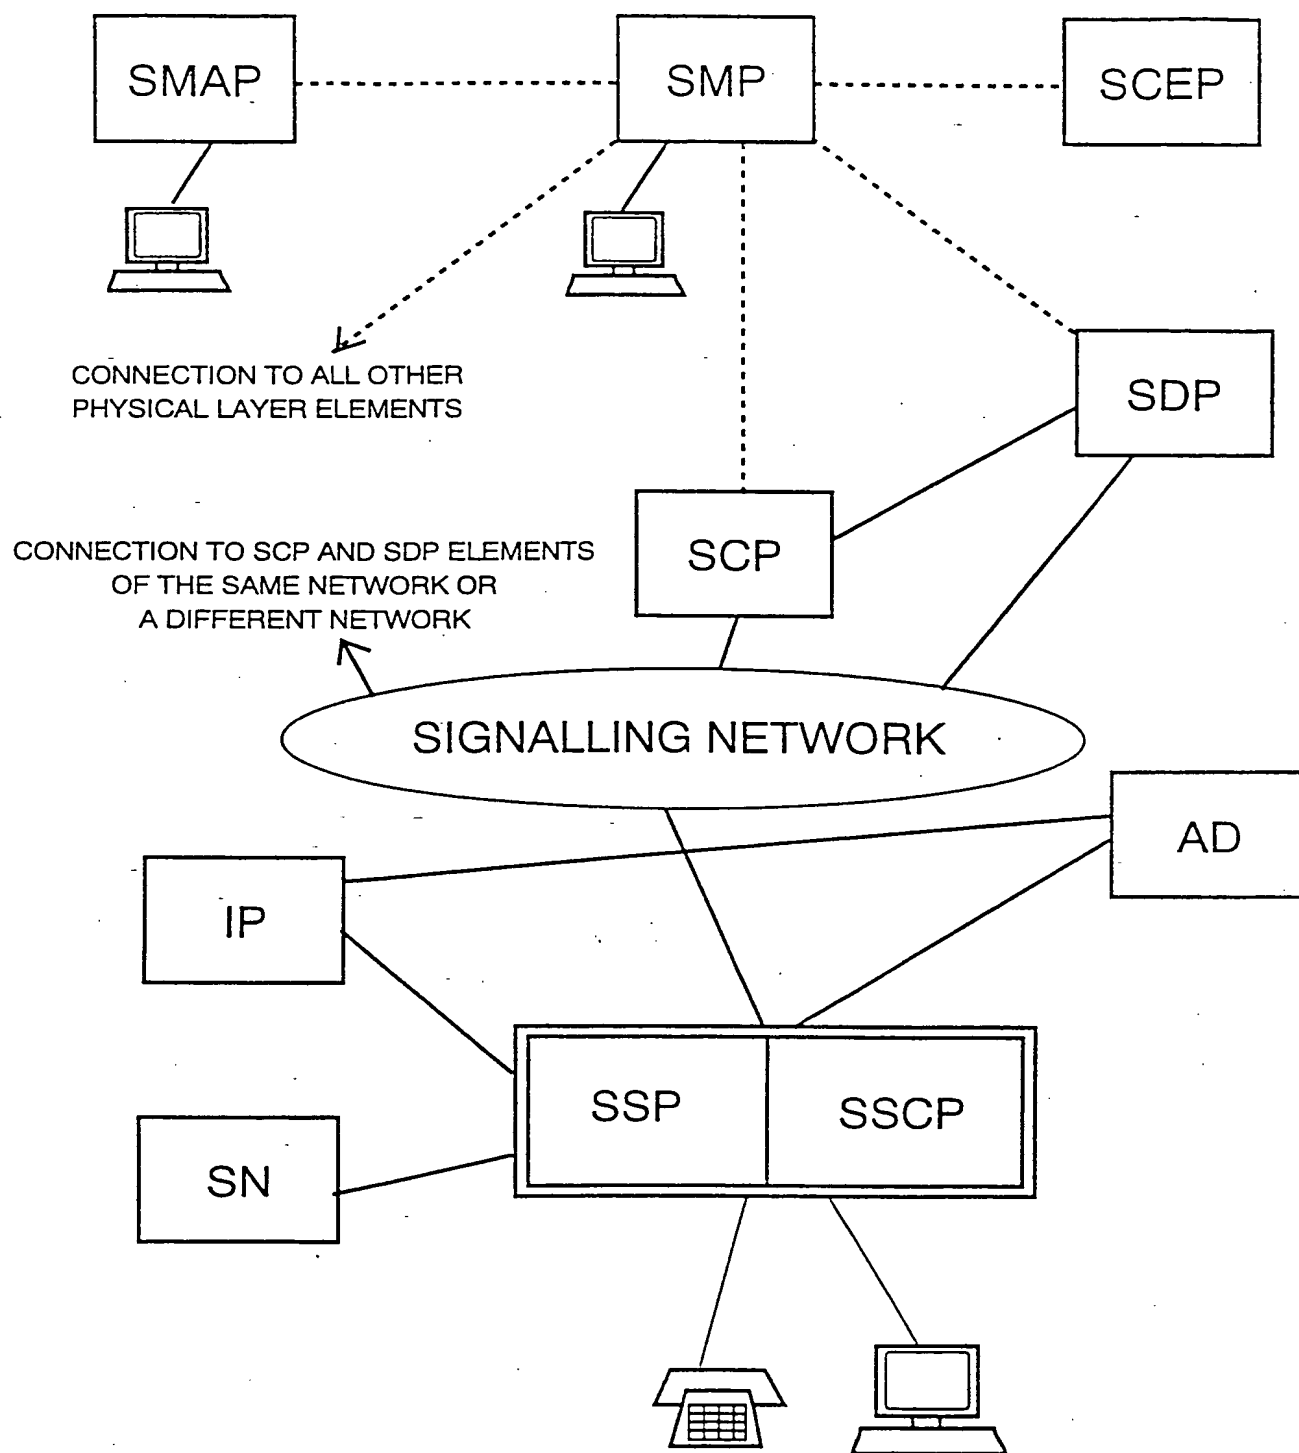 SMAP
SMP
SCEP
CONNECTION TO ALL OTHER
PHYSICAL LAYER ELEMENTS
SDP
CONNECTION TO SCP AND SDP ELEMENTS
OF THE SAME NETWORK OR
A DIFFERENT NETWORK
SCP
SIGNALLING NETWORK
AD
IP
SSP
SSCP
SN